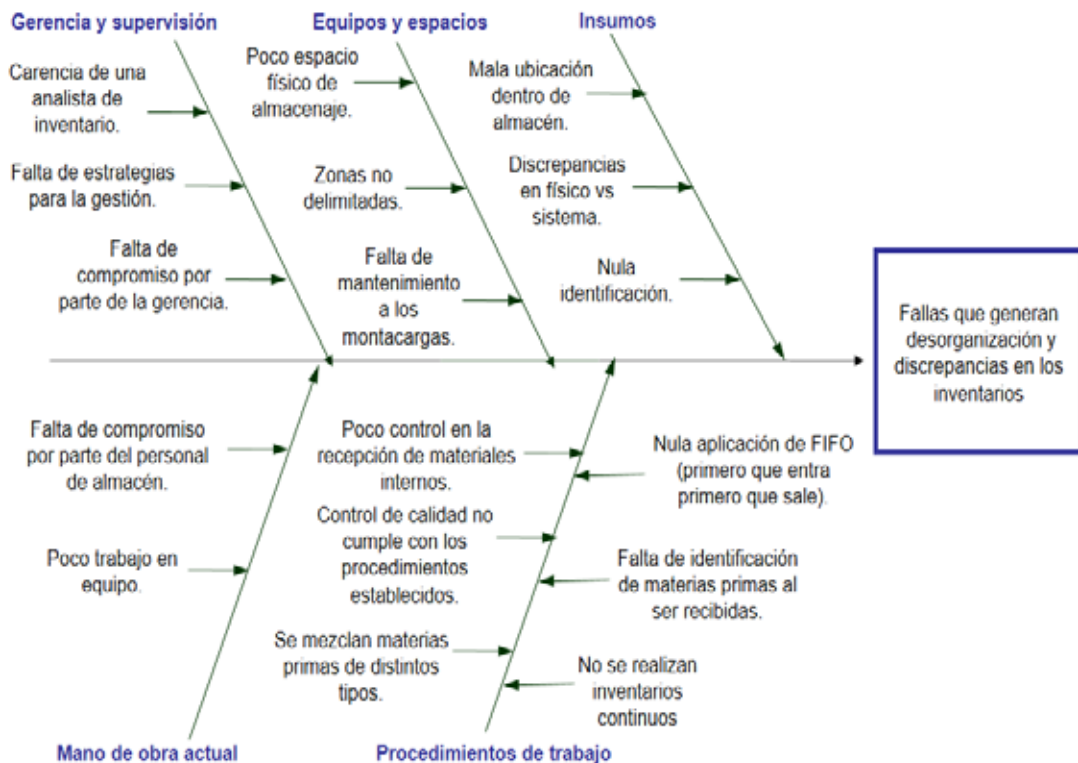 Gerencia y supervisión
Equipos y espacios
Insumos
Carencia de una
analista de
inventario.
Falta de estrategias
para la gestión.
Falta de
compromiso por
parte de la gerencia.
Poco espacio
físico de
almacenaje.
Zonas no
delimitadas.
Falta de
mantenimiento
a los
montacargas.
Mala ubicación
dentro de
almacén.
Discrepancias
en físico vs
sistema.
Nula
identificación.
Fallas que generan
desorganización y
discrepancias en los
inventarios
Falta de compromiso
por parte del personal
de almacén.
Poco trabajo en
equipo.
Poco control en la
recepción de materiales
internos.
Control de calidad no
cumple con los
procedimientos
establecidos.
Se mezclan materias
primas de distintos
tipos.
Nula aplicación de FIFO
(primero que entra
primero que sale).
Falta de identificación
de materias primas al
ser recibidas.
No se realizan
inventarios
continuos
Mano de obra actual
Procedimientos de trabajo